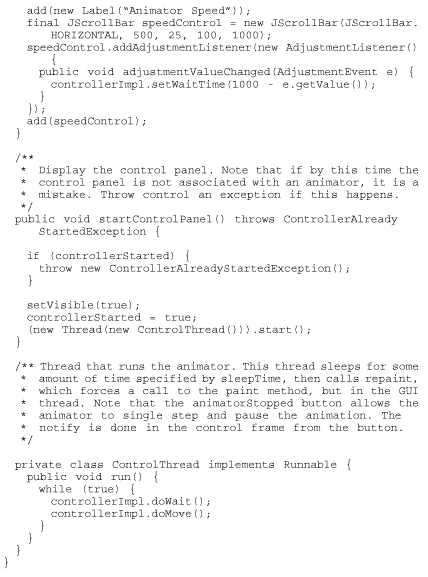 add(new Label("Animator Speed"));
final JScrollBar speedControl = new JScrollBar(JScrollBar.
HORIZONTAL, 500, 25, 100, 1000);
speedControl.addAdjustmentListener(new AdjustmentListener()
{
public void adjustmentValueChanged(AdjustmentEvent e) {
controllerImpl.setWaitTime(1000 - e.getValue());
}
});
add(speedControl);
}
/**
* Display the control panel. Note that if by this time the
* control panel is not associated with an animator, it is a
* mistake. Throw control an exception if this happens.
*/
public void startControlPanel() throws ControllerAlready
StartedException {
if (controllerStarted) {
throw new ControllerAlreadyStartedException();
}
setVisible(true);
controllerStarted = true;
(new Thread(new ControlThread())).start();
}
/** Thread that runs the animator. This thread sleeps for some
* amount of time specified by sleepTime, then calls repaint,
* which forces a call to the paint method, but in the GUI
* thread. Note that the animatorStopped button allows the
* animator to single step and pause the animation. The
* notify is done in the control frame from the button.
*/
private class ControlThread implements Runnable {
public void run() {
while (true) {
controllerImpl.doWait();
controllerImpl.doMove();
}
}
}
}